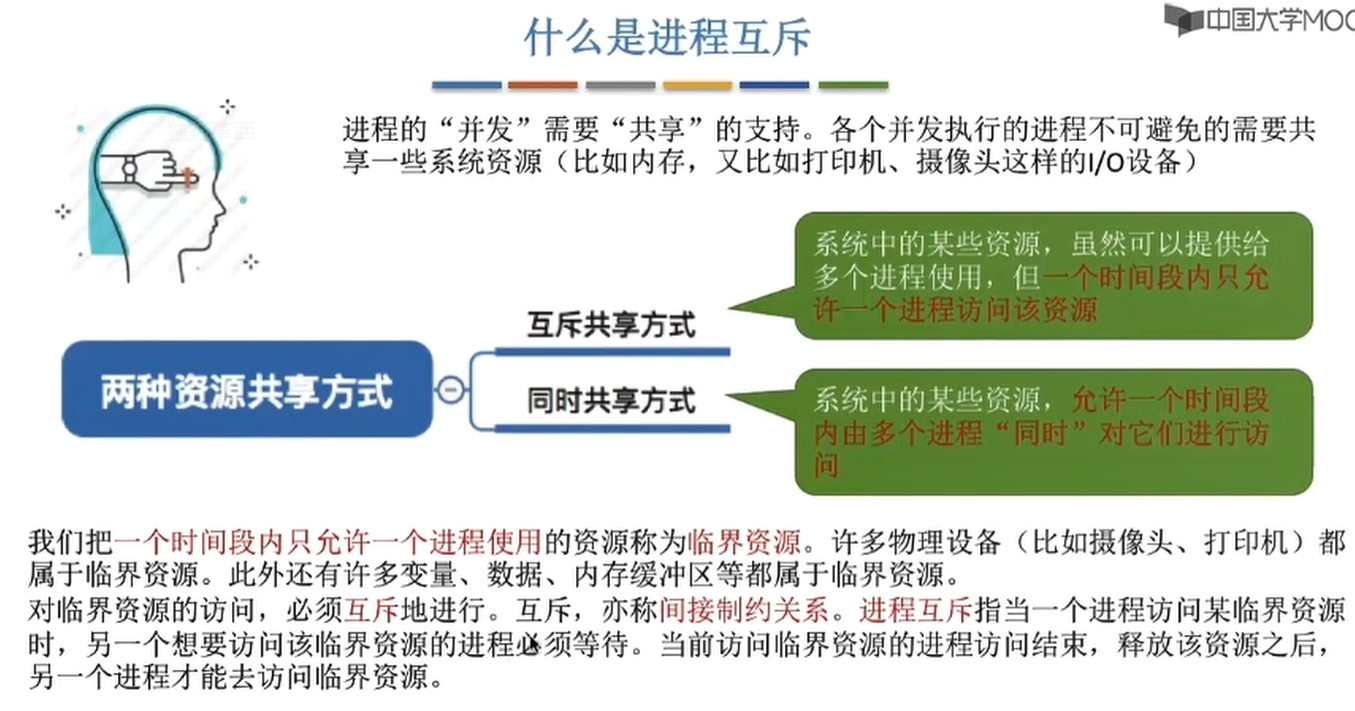 中国大学MOO
什么是进程互斥
进程的“并发”需要“共享”的支持。各个并发执行的进程不可避免的需要共
享一些系统资源（比如内存，又比如打印机、摄像头这样的I/O设备）
系统中的某些资源，虽然可以提供给
多个进程使用，但一个时间段内只允
许一个进程访问该资源
互斥共享方式
两种资源共享方式
同时共享方式
系统中的某些资源，允许一个时间段
内由多个进程“同时”对它们进行访
问
我们把一个时间段内只允许一个进程使用的资源称为临界资源。许多物理设备（比如摄像头、打印机）都
属于临界资源。此外还有许多变量、数据、内存缓冲区等都属于临界资源。
对临界资源的访问，必须互斥地进行。互斥，亦称间接制约关系。进程互斥指当一个进程访问某临界资源
时，另一个想要访问该临界资源的进程必须等待。当前访问临界资源的进程访问结束，释放该资源之后，
另一个进程才能去访问临界资源。